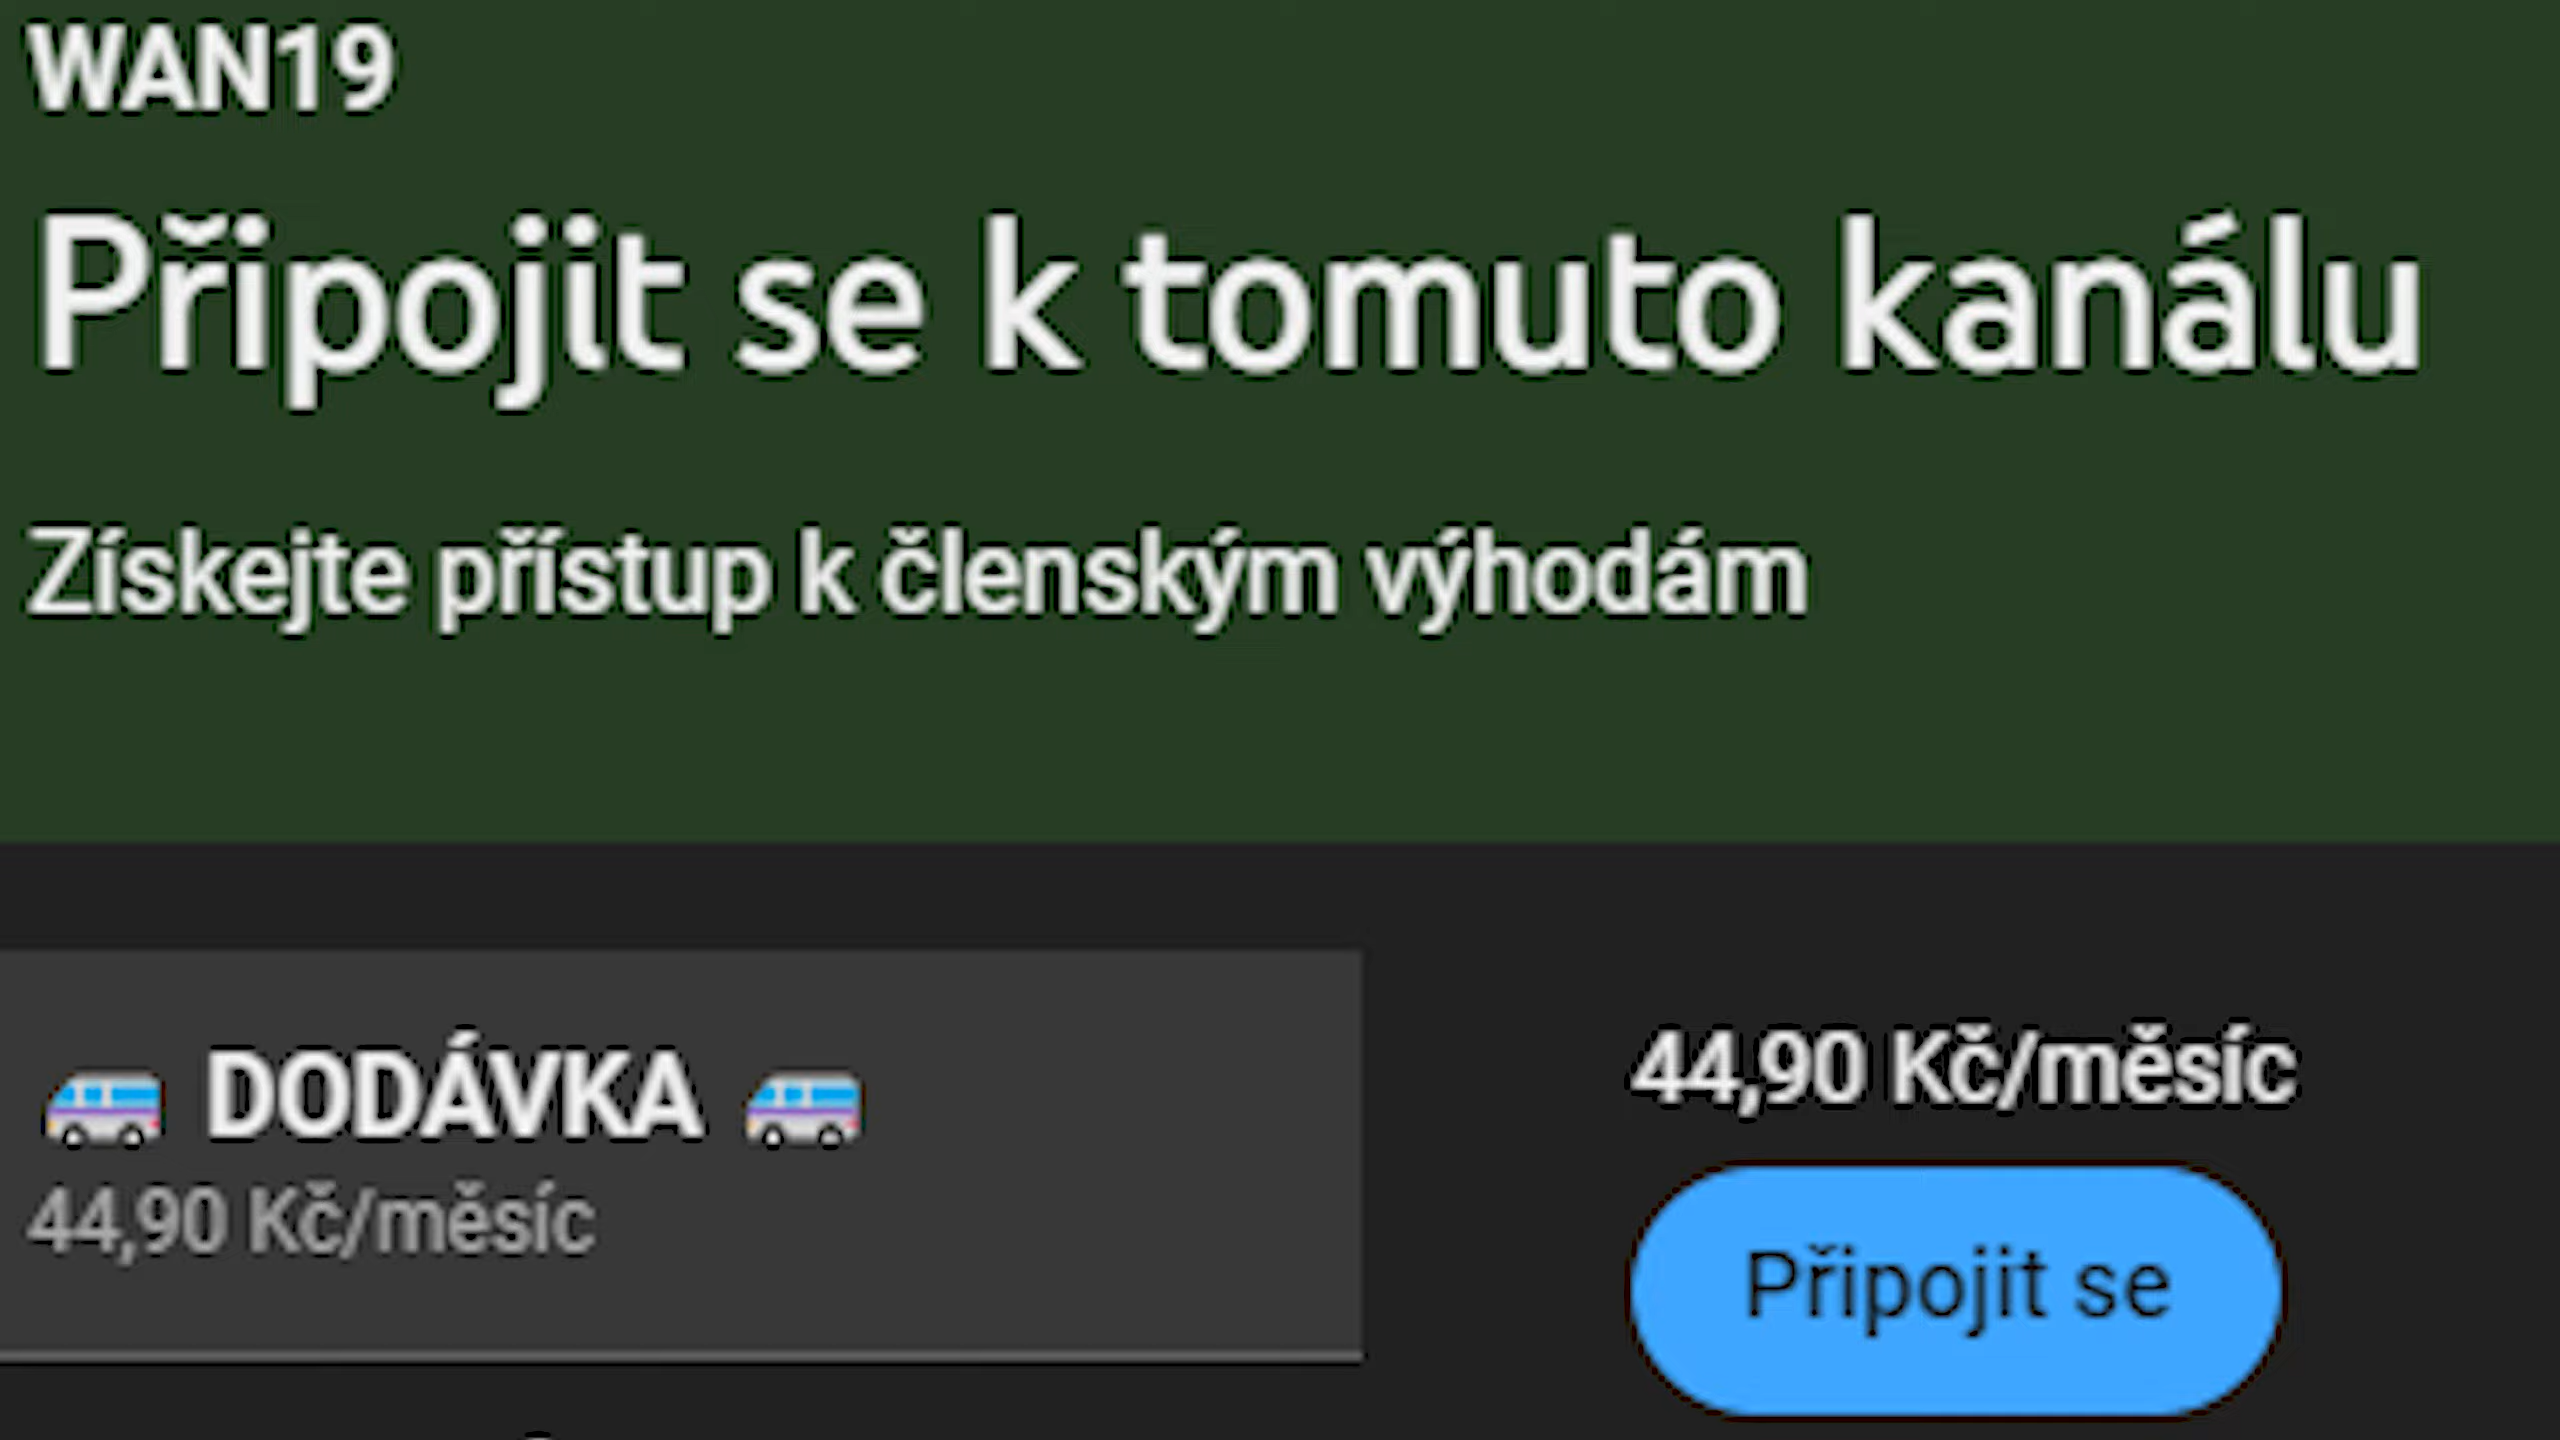 WAN19
Připojit se k tomuto kanálu
Získejte přístup k členským výhodám
🚐 DODÁVKA 🚐
44,90 Kč/měsíc
44,90 Kč/měsíc
Připojit se